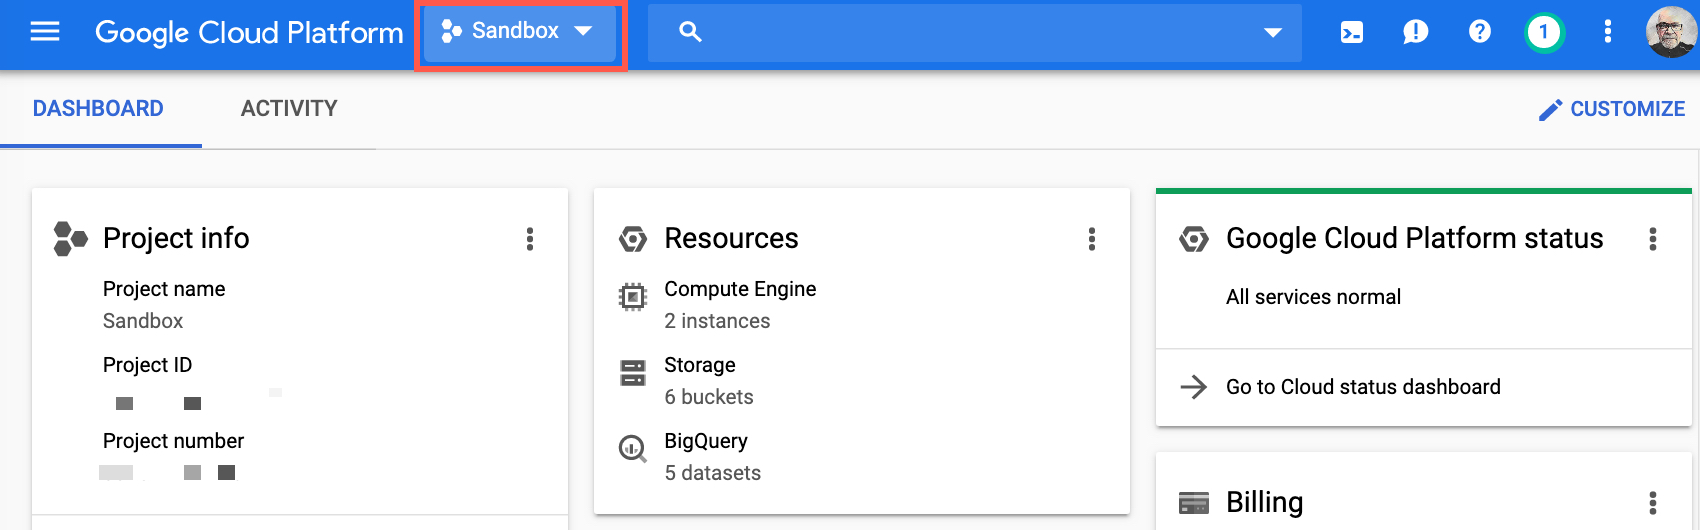 Google Cloud Platform
Sandbox
1
DASHBOARD
ACTIVITY
CUSTOMIZE
Project info
Project name
Sandbox
Project ID
Project number
Resources
Compute Engine
2 instances
Storage
6 buckets
BigQuery
5 datasets
Google Cloud Platform status
All services normal
Go to Cloud status dashboard
Billing